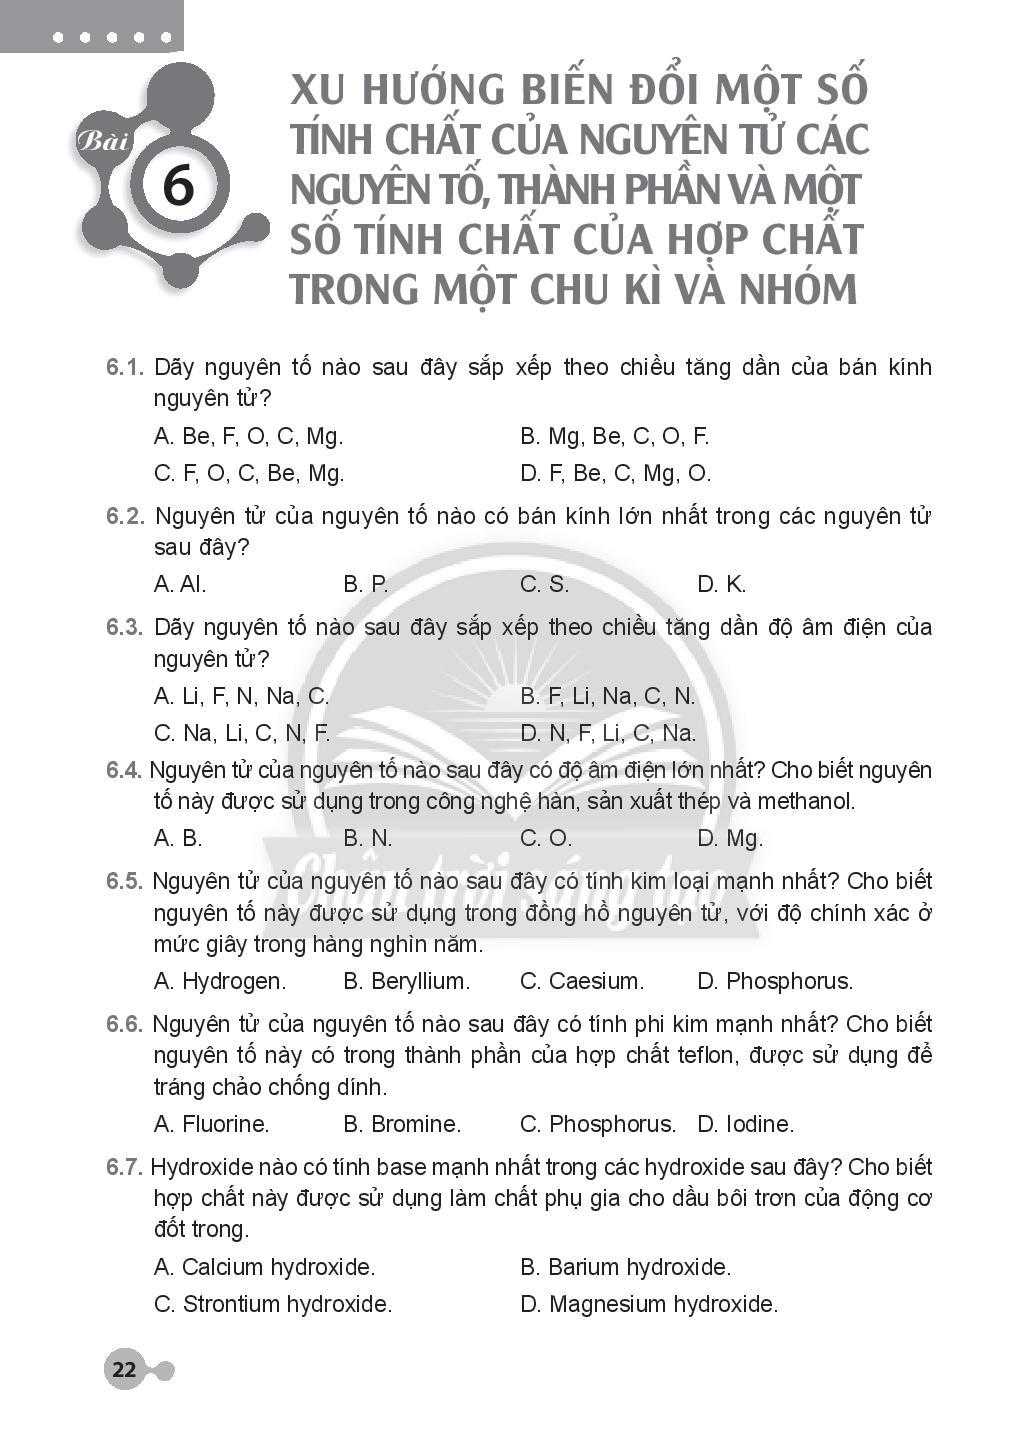 Bài
6
XU HƯỚNG BIẾN ĐỔI MỘT SỐ
TÍNH CHẤT CỦA NGUYÊN TỬ CÁC
NGUYÊN TỐ, THÀNH PHẦN VÀ MỘT
SỐ TÍNH CHẤT CỦA HỢP CHẤT
TRONG MỘT CHU KÌ VÀ NHÓM
6.1. Dãy nguyên tố nào sau đây sắp xếp theo chiều tăng dần của bán kính
nguyên tử?
A. Be, F, O, C, Mg. B. Mg, Be, C, O, F.
C. F, O, C, Be, Mg. D. F, Be, C, Mg, O.
6.2. Nguyên tử của nguyên tố nào có bán kính lớn nhất trong các nguyên tử
sau đây?
A. Al. B. P. C. S. D. K.
6.3. Dãy nguyên tố nào sau đây sắp xếp theo chiều tăng dần độ âm điện của
nguyên tử?
A. Li, F, N, Na, C. B. F, Li, Na, C, N.
C. Na, Li, C, N, F. D. N, F, Li, C, Na.
6.4. Nguyên tử của nguyên tố nào sau đây có độ âm điện lớn nhất? Cho biết nguyên
tố này được sử dụng trong công nghệ hàn, sản xuất thép và methanol.
A. B. B. N. C. O. D. Mg.
Chân trời sáng tạo
6.5. Nguyên tử của nguyên tố nào sau đây có tính kim loại mạnh nhất? Cho biết
nguyên tố này được sử dụng trong đồng hồ nguyên tử, với độ chính xác ở
mức giây trong hàng nghìn năm.
A. Hydrogen. B. Beryllium. C. Caesium. D. Phosphorus.
6.6. Nguyên tử của nguyên tố nào sau đây có tính phi kim mạnh nhất? Cho biết
nguyên tố này có trong thành phần của hợp chất teflon, được sử dụng để
tráng chảo chống dính.
A. Fluorine. B. Bromine. C. Phosphorus. D. Iodine.
6.7. Hydroxide nào có tính base mạnh nhất trong các hydroxide sau đây? Cho biết
hợp chất này được sử dụng làm chất phụ gia cho dầu bôi trơn của động cơ
đốt trong.
A. Calcium hydroxide. B. Barium hydroxide.
C. Strontium hydroxide. D. Magnesium hydroxide.
22